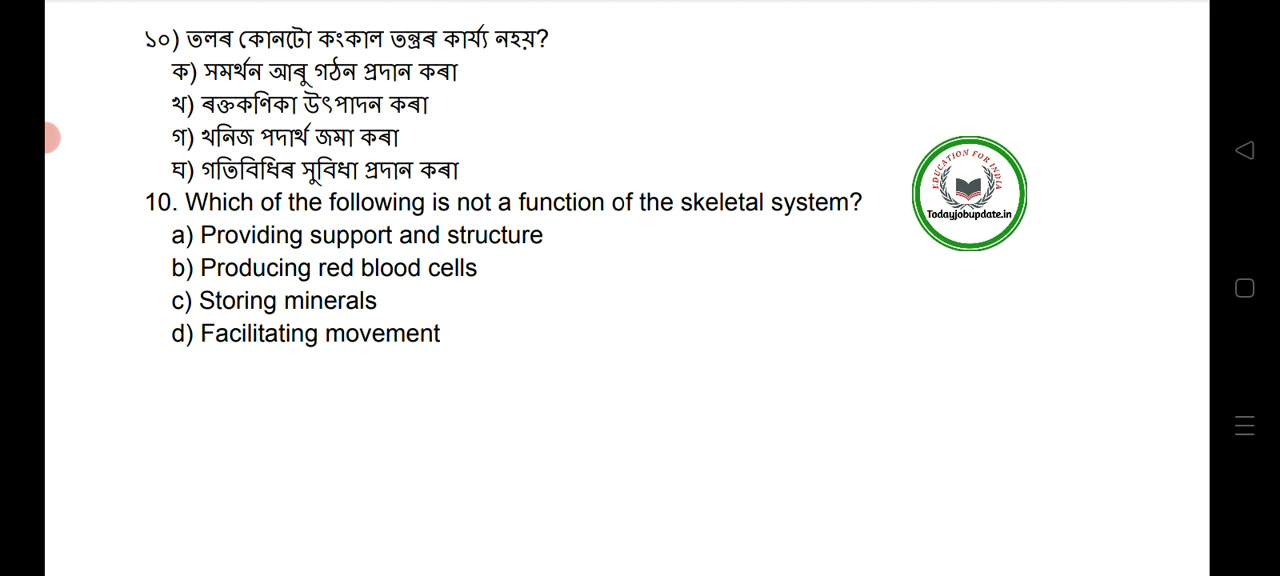 ১০) তলৰ কোনটো কংকাল তন্ত্ৰৰ কাৰ্য্য নহয়?
ক) সমৰ্থন আৰু গঠন প্ৰদান কৰা
খ) ৰক্তকণিকা উৎপাদন কৰা
গ) খনিজ পদাৰ্থ জমা কৰা
ঘ) গতিবিধিৰ সুবিধা প্ৰদান কৰা
10. Which of the following is not a function of the skeletal system?
a) Providing support and structure
b) Producing red blood cells
c) Storing minerals
d) Facilitating movement
EDUCATION FOR INDIA
Todayjobupdate.in